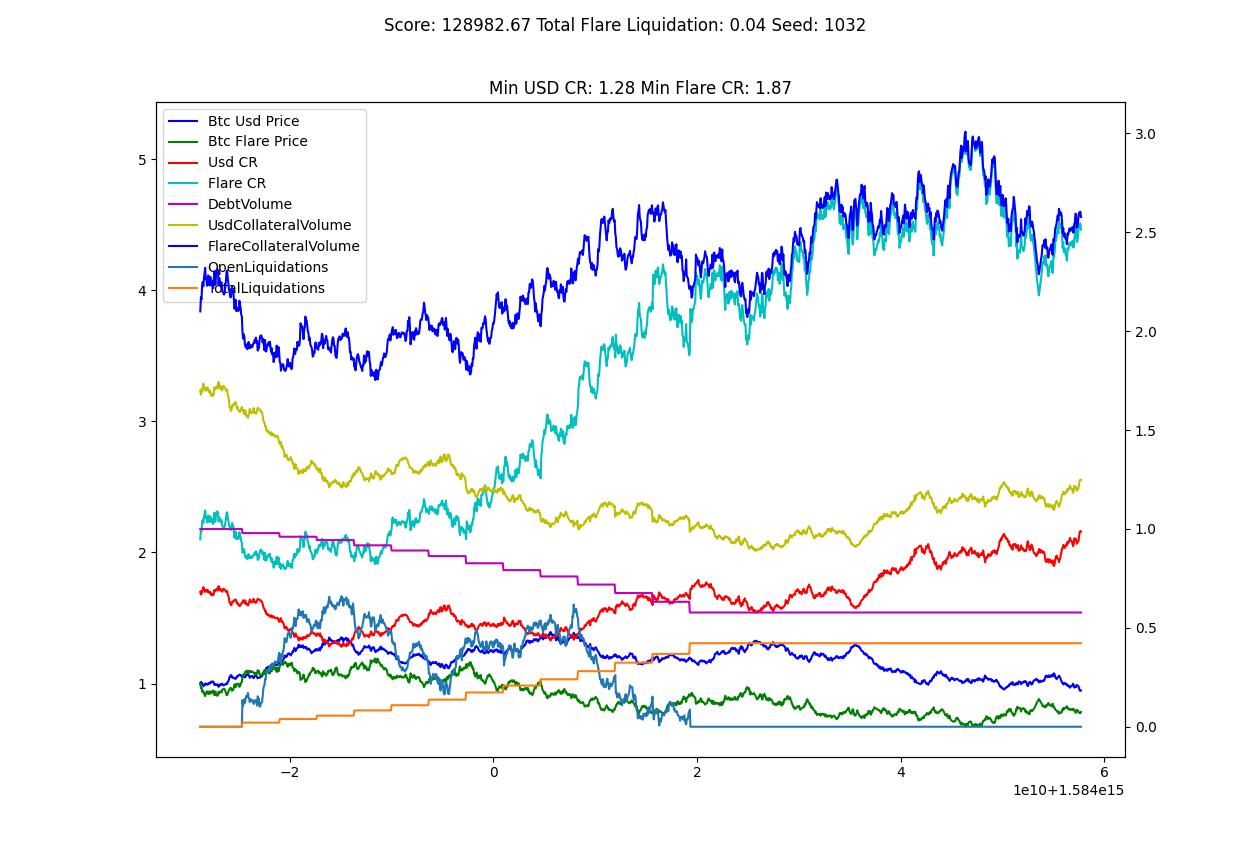 Score: 128982.67 Total Flare Liquidation: 0.04 Seed: 1032
Min USD CR: 1.28 Min Flare CR: 1.87
Btc Usd Price
Btc Flare Price
Usd CR
Flare CR
DebtVolume
UsdCollateralVolume
FlareCollateralVolume
OpenLiquidations
TotalLiquidations
5
4
3
2
1
3.0
2.5
2.0
1.5
1.0
0.5
0.0
−2
0
2
4
6
1e10+1.584e15